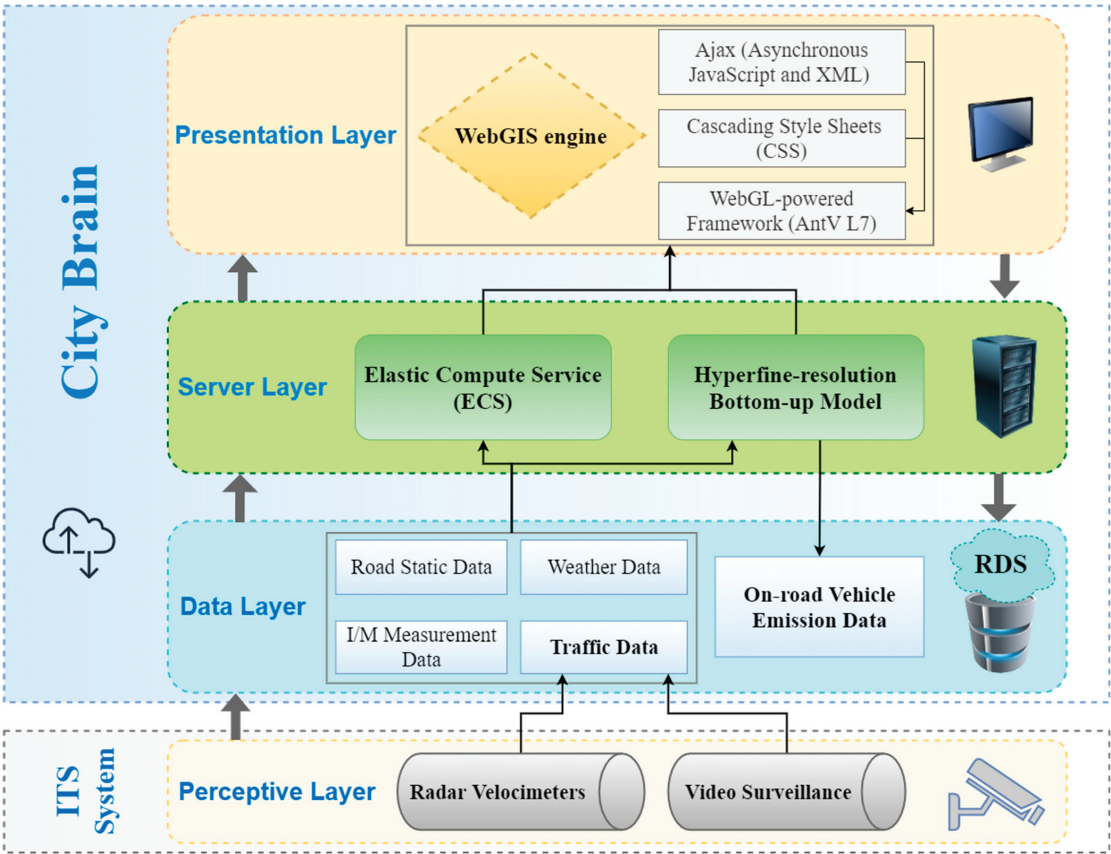 City Brain
Presentation Layer
WebGIS engine
Ajax (Asynchronous
JavaScript and XML)
Cascading Style Sheets
(CSS)
WebGL-powered
Framework (AntV L7)
Server Layer
Elastic Compute Service
(ECS)
Hyperfine-resolution
Bottom-up Model
Data Layer
Road Static Data
Weather Data
I/M Measurement
Data
Traffic Data
On-road Vehicle
Emission Data
RDS
ITS
System
Perceptive Layer
Radar Velocimeters
Video Surveillance